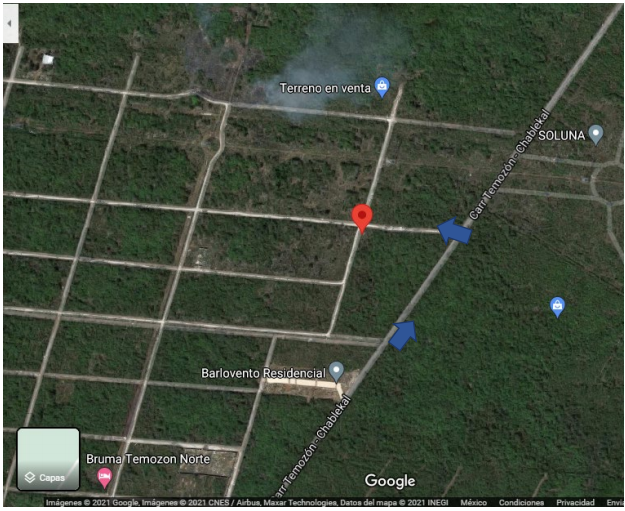 Terreno en venta
SOLUNA
Carr. Temozón - Chablekal
Barlovento Residencial
Carr. Temozón - Chablekal
Bruma Temozon Norte
Capas
Google
Imágenes © 2021 Google, Imágenes © 2021 CNES / Airbus, Maxar Technologies, Datos del mapa © 2021 INEGI México Condiciones Privacidad